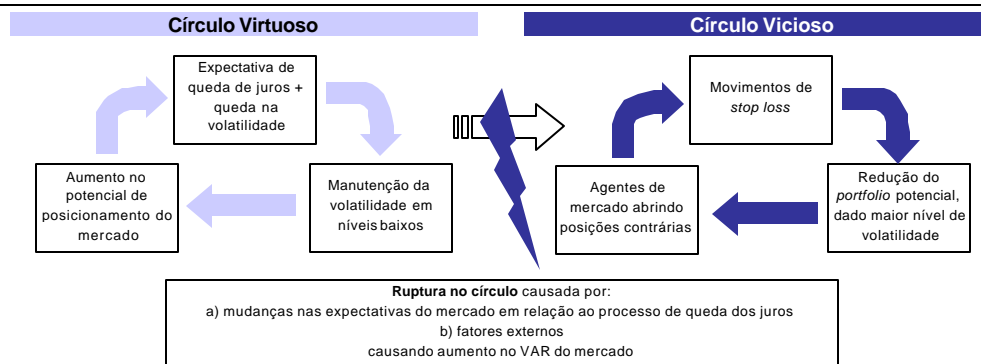 Círculo Virtuoso
Expectativa de
queda de juros +
queda na
volatilidade
Manutenção da
volatilidade em
níveis baixos
Aumento no
potencial de
posicionamento do
mercado
Círculo Vicioso
Movimentos de
stop loss
Redução do
portfolio potencial,
dado maior nível de
volatilidade
Agentes de
mercado abrindo
posições contrárias
Ruptura no círculo causada por:
a) mudanças nas expectativas do mercado em relação ao processo de queda dos juros
b) fatores externos
causando aumento no VAR do mercado